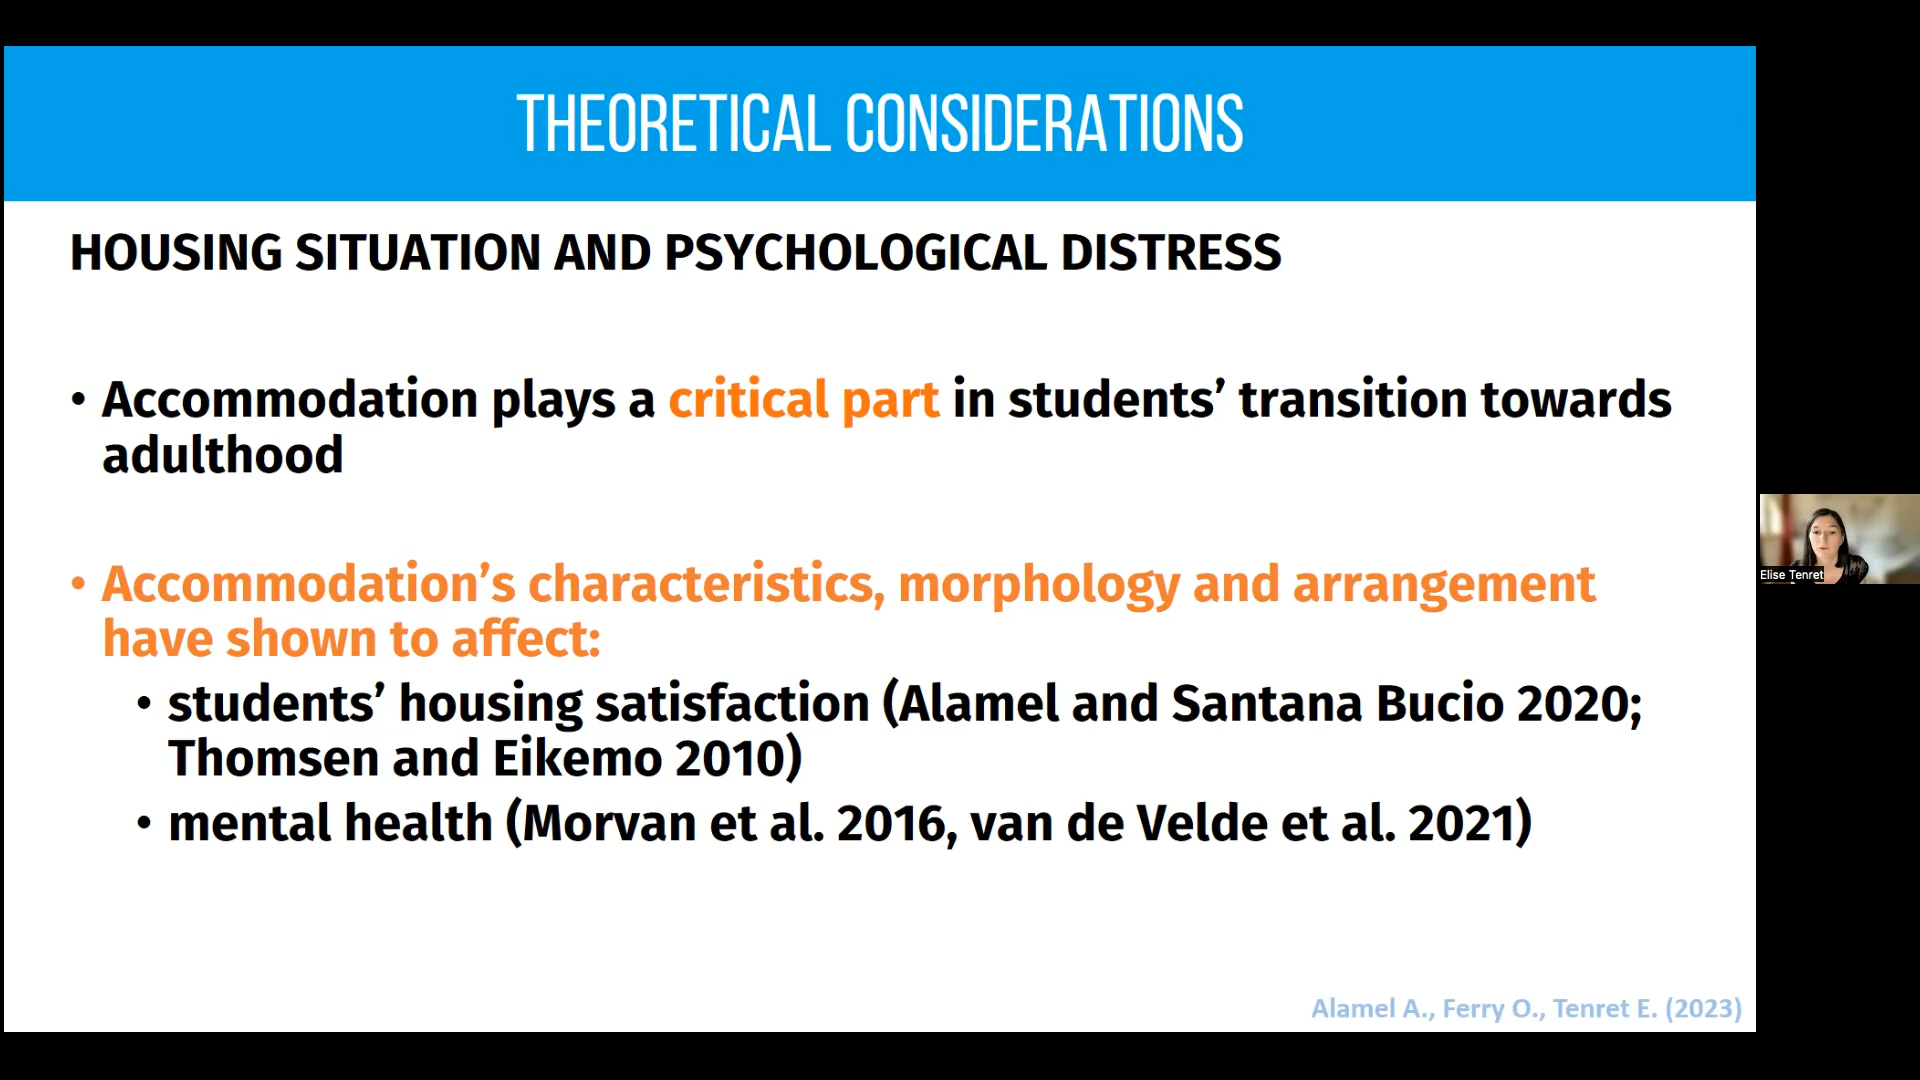 THEORETICAL CONSIDERATIONS
HOUSING SITUATION AND PSYCHOLOGICAL DISTRESS
• Accommodation plays a critical part in students’ transition towards
adulthood
• Accommodation’s characteristics, morphology and arrangement
have shown to affect:
• students’ housing satisfaction (Alamel and Santana Bucio 2020;
Thomsen and Eikemo 2010)
• mental health (Morvan et al. 2016, van de Velde et al. 2021)
Elise Tenret
Alamel A., Ferry O., Tenret E. (2023)